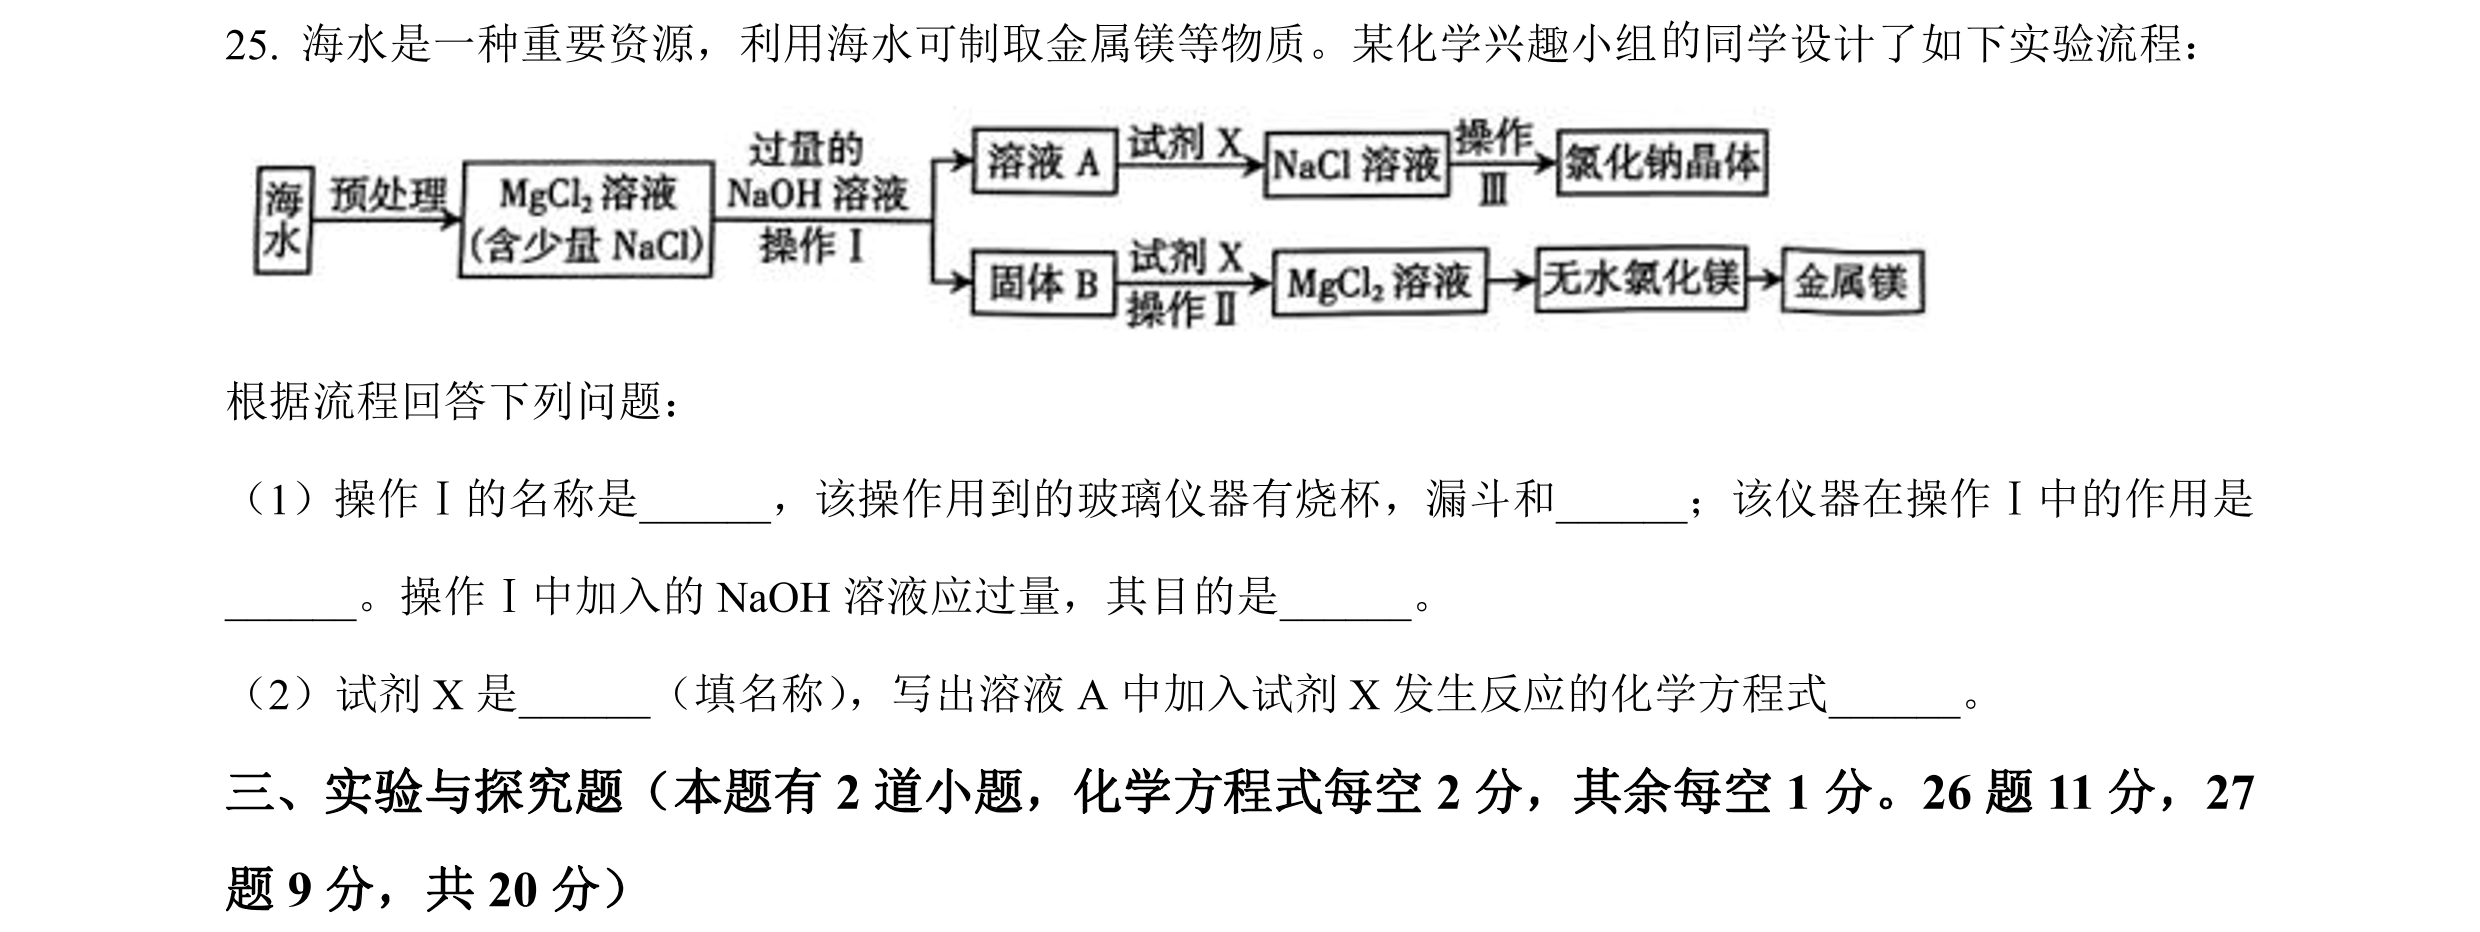 25. 海水是一种重要资源，利用海水可制取金属镁等物质。某化学兴趣小组的同学设计了如下实验流程：
海水
预处理
MgCl₂ 溶液
(含少量 NaCl)
过量的
NaOH 溶液
操作Ⅰ
溶液 A
试剂 X
NaCl 溶液
操作
Ⅲ
氯化钠晶体
固体 B
试剂 X
操作Ⅱ
MgCl₂ 溶液
无水氯化镁
金属镁
根据流程回答下列问题：
（1）操作Ⅰ的名称是______，该操作用到的玻璃仪器有烧杯，漏斗和______；该仪器在操作Ⅰ中的作用是
______。操作Ⅰ中加入的 NaOH 溶液应过量，其目的是______。
（2）试剂 X 是______（填名称），写出溶液 A 中加入试剂 X 发生反应的化学方程式______。
三、实验与探究题（本题有 2 道小题，化学方程式每空 2 分，其余每空 1 分。26 题 11 分，27
题 9 分，共 20 分）